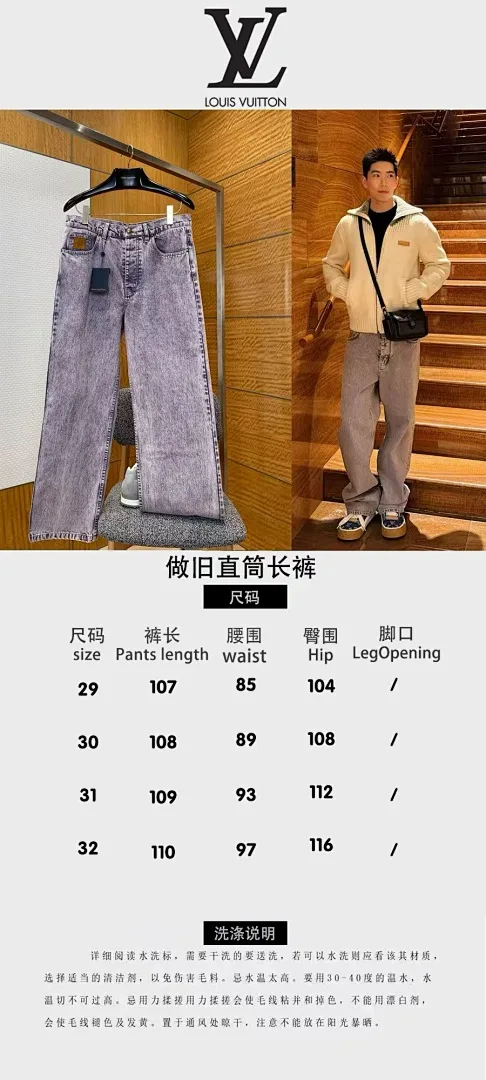 LOUIS VUITTON
做旧直筒长裤
尺码
尺码 裤长 腰围 臀围 脚口
size Pants length waist Hip LegOpening
29 107 85 104 /
30 108 89 108 /
31 109 93 112 /
32 110 97 116 /
洗涤说明
详细阅读水洗标，需要干洗的要送洗，若可以水洗则应看该其材质，
选择适当的清洁剂，以免伤害毛料。忌水温太高。要用30-40度的温水，水
温切不可过高。忌用力揉搓用力揉搓会使毛线粘并和掉色，不能用漂白剂，
会使毛线褪色及发黄。置于通风处晾干，注意不能放在阳光暴晒。